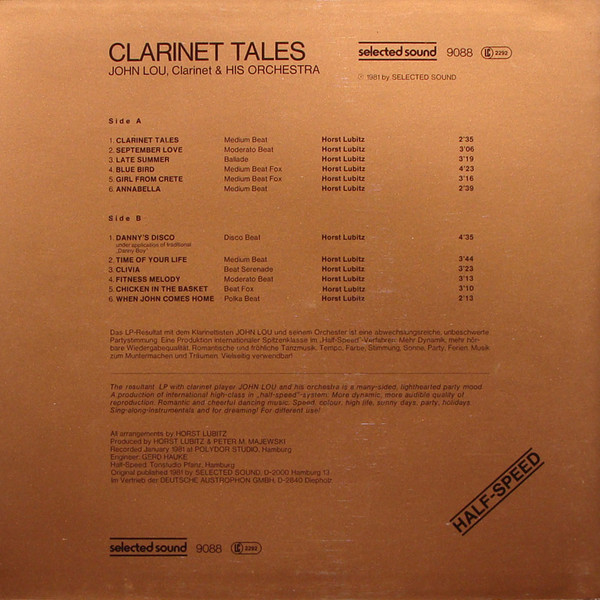 CLARINET TALES
JOHN LOU, Clarinet & HIS ORCHESTRA
selected sound 9088 LC 2292
Ⓟ 1981 by SELECTED SOUND
Side A
1. CLARINET TALES Medium Beat Horst Lubitz 2'35
2. SEPTEMBER LOVE Moderato Beat Horst Lubitz 3'06
3. LATE SUMMER Ballade Horst Lubitz 3'19
4. BLUE BIRD Medium Beat Fox Horst Lubitz 4'23
5. GIRL FROM CRETE Medium Beat Fox Horst Lubitz 3'16
6. ANNABELLA Medium Beat Horst Lubitz 2'39
Side B
1. DANNY'S DISCO Disco Beat Horst Lubitz 4'35
under application of traditional
„Danny Boy"
2. TIME OF YOUR LIFE Medium Beat Horst Lubitz 3'44
3. CLIVIA Beat Serenade Horst Lubitz 3'23
4. FITNESS MELODY Moderato Beat Horst Lubitz 3'13
5. CHICKEN IN THE BASKET Beat Fox Horst Lubitz 3'10
6. WHEN JOHN COMES HOME Polka Beat Horst Lubitz 2'13
Das LP-Resultat mit dem Klarinettisten JOHN LOU und seinem Orchester ist eine abwechslungsreiche, unbeschwerte
Partystimmung. Eine Produktion internationaler Spitzenklasse im „Half-Speed"-Verfahren: Mehr Dynamik, mehr hör-
bare Wiedergabequalität. Romantische und fröhliche Tanzmusik. Tempo, Farbe, Stimmung, Sonne, Party, Ferien. Musik
zum Muntermachen und Träumen. Vielseitig verwendbar!
The resultant LP with clarinet player JOHN LOU and his orchestra is a many-sided, lighthearted party mood
A production of international high-class in „half-speed"-system. More dynamic, more audible quality of
reproduction. Romantic and cheerful dancing music. Speed, colour, high life, sunny days, party, holidays.
Sing-along-instrumentals and for dreaming! For different use!
All arrangements by HORST LUBITZ
Produced by HORST LUBITZ & PETER M. MAJEWSKI
Recorded January 1981 at POLYDOR STUDIO, Hamburg
Engineer: GERD HAUKE
Half-Speed: Tonstudio Pfanz, Hamburg
Original published 1981 by SELECTED SOUND, D-2000 Hamburg 13
Im Vertrieb der DEUTSCHE AUSTROPHON GMBH, D-2840 Diepholz
HALF-SPEED
selected sound 9088 LC 2292